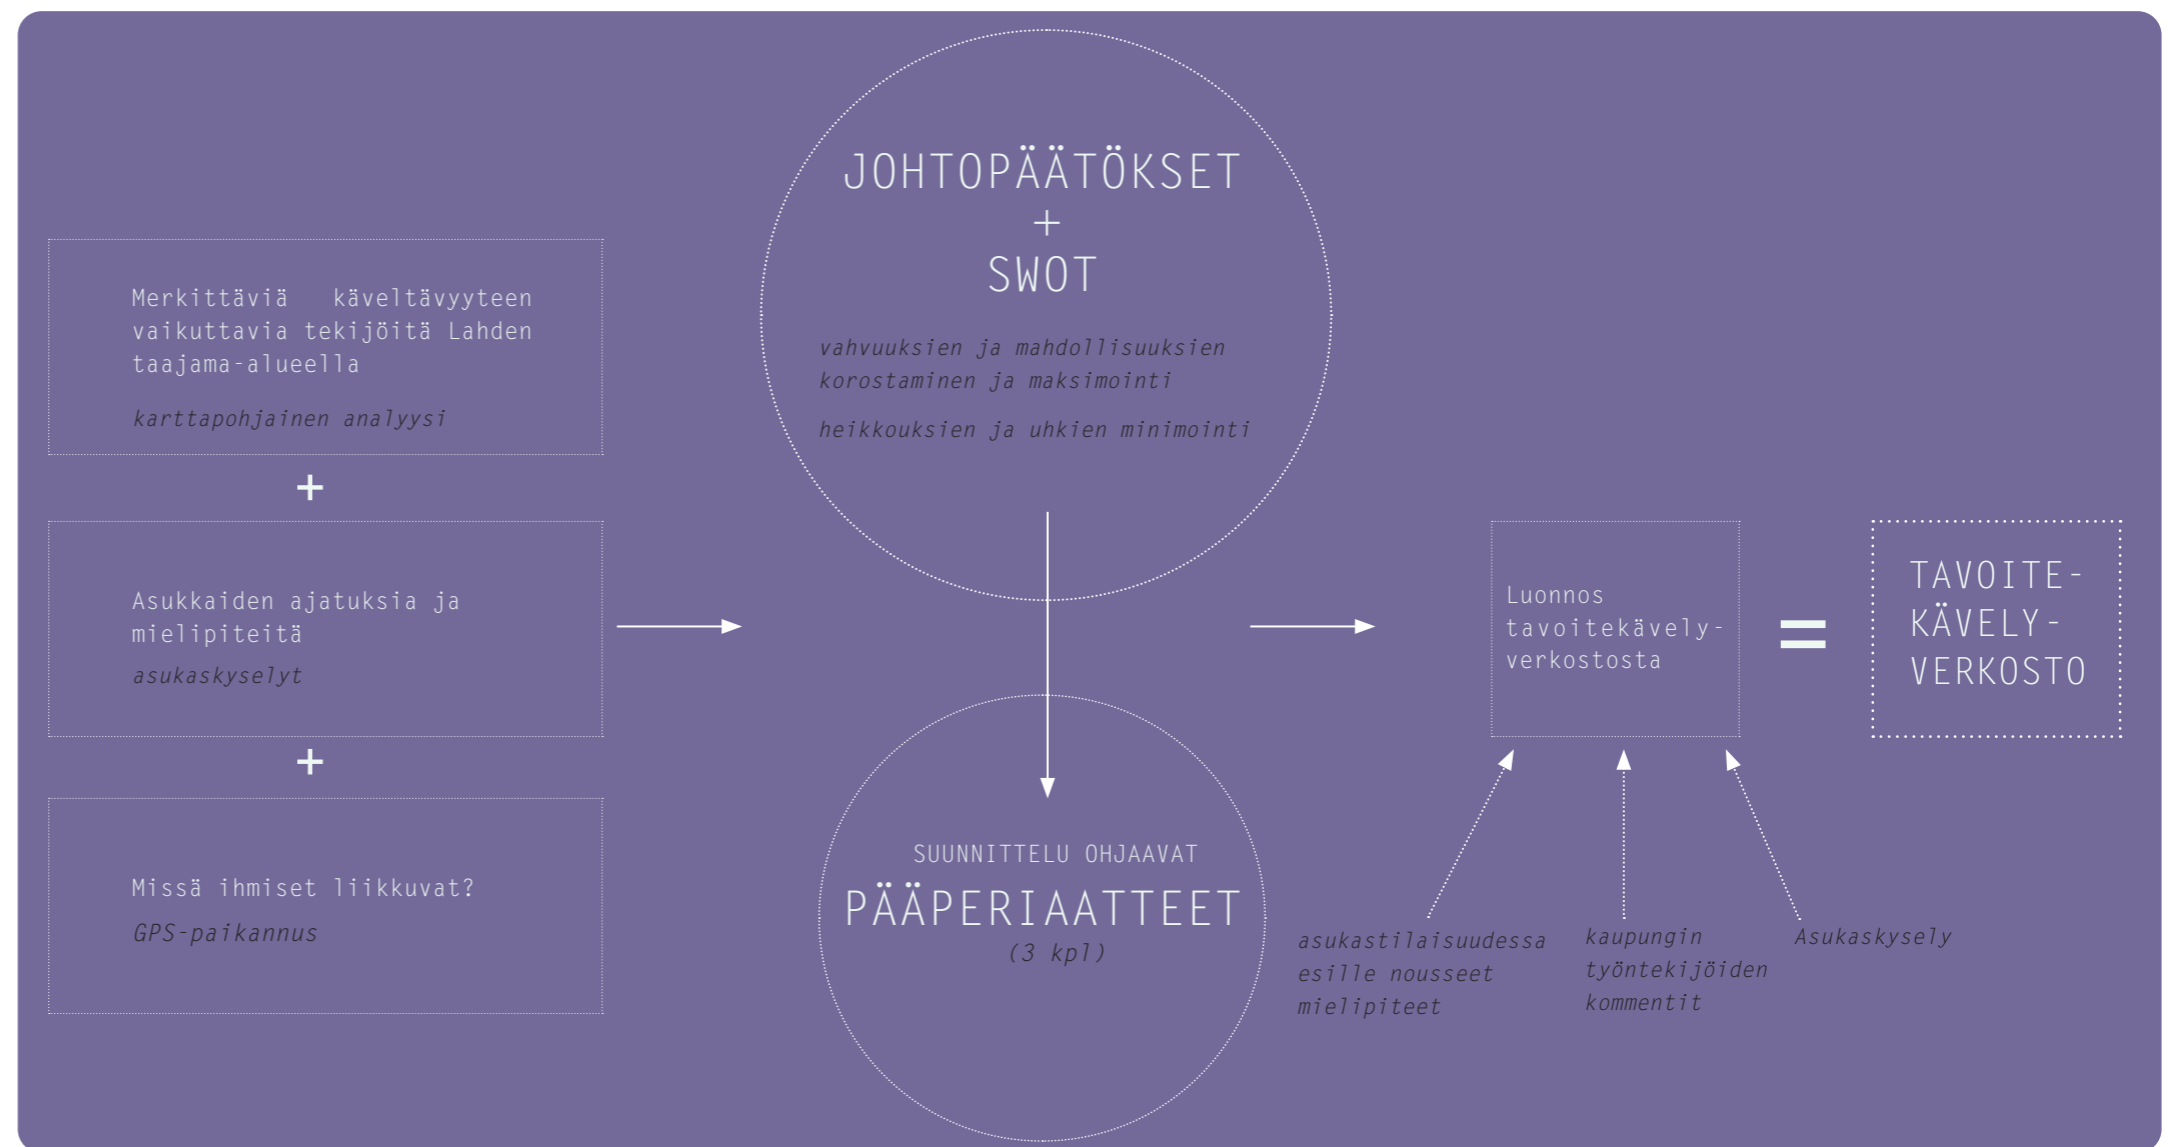 Merkittäviä käveltävyyteen
vaikuttavia tekijöitä Lahden
taajama-alueella
karttapohjainen analyysi
+
Asukkaiden ajatuksia ja
mielipiteitä
asukaskyselyt
+
Missä ihmiset liikkuvat?
GPS-paikannus
JOHTOPÄÄTÖKSET
+
SWOT
vahvuuksien ja mahdollisuuksien
korostaminen ja maksimointi
heikkouksien ja uhkien minimointi
SUUNNITTELU OHJAAVAT
PÄÄPERIAATTEET
(3 kpl)
Luonnos
tavoitekävely-
verkostosta
=
TAVOITE-
KÄVELY-
VERKOSTO
asukastilaisuudessa
esille nousseet
mielipiteet
kaupungin
työntekijöiden
kommentit
Asukaskysely